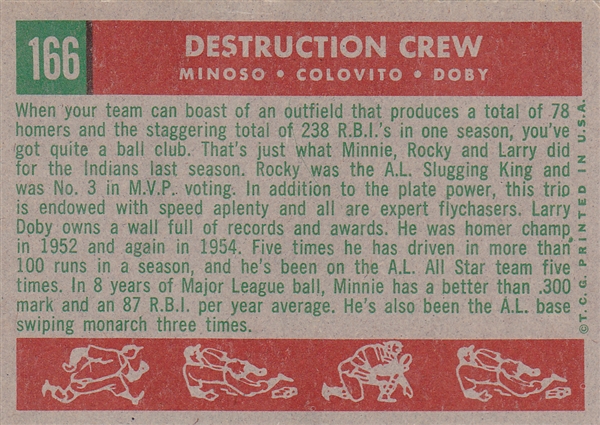 166
DESTRUCTION CREW
MINOSO • COLOVITO • DOBY
When your team can boast of an outfield that produces a total of 78
homers and the staggering total of 238 R.B.I.'s in one season, you've
got quite a ball club. That's just what Minnie, Rocky and Larry did
for the Indians last season. Rocky was the A.L. Slugging King and
was No. 3 in M.V.P. voting. In addition to the plate power, this trip
is endowed with speed aplenty and all are expert flychasers. Larry
Doby owns a wall full of records and awards. He was homer champ
in 1952 and again in 1954. Five times he has driven in more than
100 runs in a season, and he's been on the A.L. All Star team five
times. In 8 years of Major League ball, Minnie has a better than .300
mark and an 87 R.B.I. per year average. He's also been the A.L. base
swiping monarch three times.
© T.C.G. PRINTED IN U.S.A.